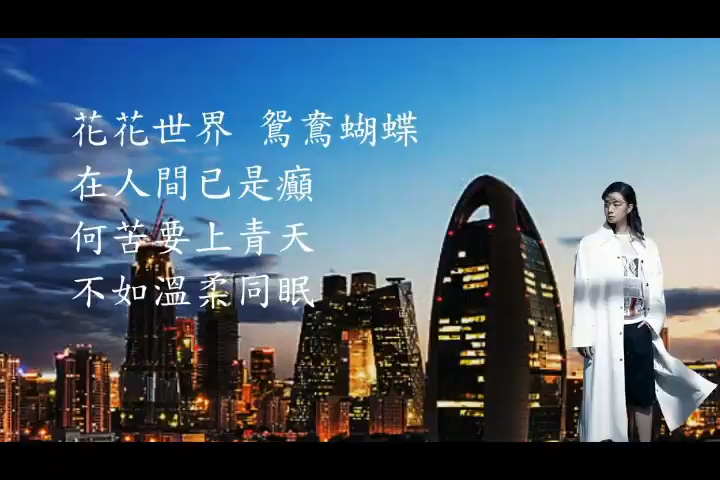 花花世界 鴛鴦蝴蝶
在人間已是癲
何苦要上青天
不如溫柔同眠